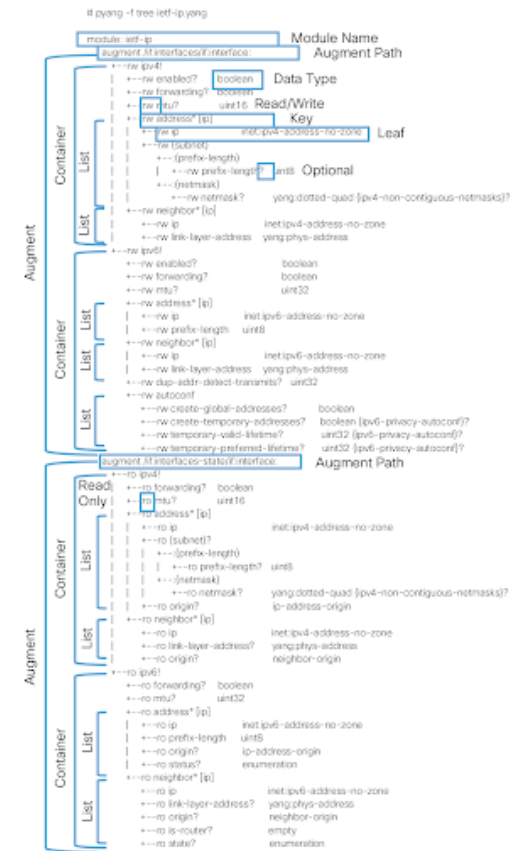 # pyang -f tree ietf-ip.yang
module: ietf-ip Module Name
augment /if:interfaces/if:interface: Augment Path
+--rw ipv4!
| +--rw enabled? boolean Data Type
| +--rw forwarding? boolean
| +--rw mtu? uint16 Read/Write
| +--rw address* [ip] Key
| | +--rw ip inet:ipv4-address-no-zone Leaf
| | +--rw (subnet)
| | +--:(prefix-length)
| | | +--rw prefix-length? uint8 Optional
| | +--:(netmask)
| | +--rw netmask? yang:dotted-quad {ipv4-non-contiguous-netmasks}?
| +--rw neighbor* [ip]
| +--rw ip inet:ipv4-address-no-zone
| +--rw link-layer-address yang:phys-address
+--rw ipv6!
+--rw enabled? boolean
+--rw forwarding? boolean
+--rw mtu? uint32
+--rw address* [ip]
| +--rw ip inet:ipv6-address-no-zone
| +--rw prefix-length uint8
+--rw neighbor* [ip]
| +--rw ip inet:ipv6-address-no-zone
| +--rw link-layer-address yang:phys-address
+--rw dup-addr-detect-transmits? uint32
+--rw autoconf
+--rw create-global-addresses? boolean
+--rw create-temporary-addresses? boolean {ipv6-privacy-autoconf}?
+--rw temporary-valid-lifetime? uint32 {ipv6-privacy-autoconf}?
+--rw temporary-preferred-lifetime? uint32 {ipv6-privacy-autoconf}?
augment /if:interfaces-state/if:interface: Augment Path
+--ro ipv4!
| +--ro forwarding? boolean
| +--ro mtu? uint16
| +--ro address* [ip]
| | +--ro ip inet:ipv4-address-no-zone
| | +--ro (subnet)?
| | | +--:(prefix-length)
| | | | +--ro prefix-length? uint8
| | | +--:(netmask)
| | | +--ro netmask? yang:dotted-quad {ipv4-non-contiguous-netmasks}?
| | +--ro origin? ip-address-origin
| +--ro neighbor* [ip]
| +--ro ip inet:ipv4-address-no-zone
| +--ro link-layer-address? yang:phys-address
| +--ro origin? neighbor-origin
+--ro ipv6!
+--ro forwarding? boolean
+--ro mtu? uint32
+--ro address* [ip]
| +--ro ip inet:ipv6-address-no-zone
| +--ro prefix-length uint8
| +--ro origin? ip-address-origin
| +--ro status? enumeration
+--ro neighbor* [ip]
+--ro ip inet:ipv6-address-no-zone
+--ro link-layer-address? yang:phys-address
+--ro origin? neighbor-origin
+--ro is-router? empty
+--ro state? enumeration
Read
Only
Augment
Augment
Container
Container
Container
Container
List
List
List
List
List
List
List
List
List